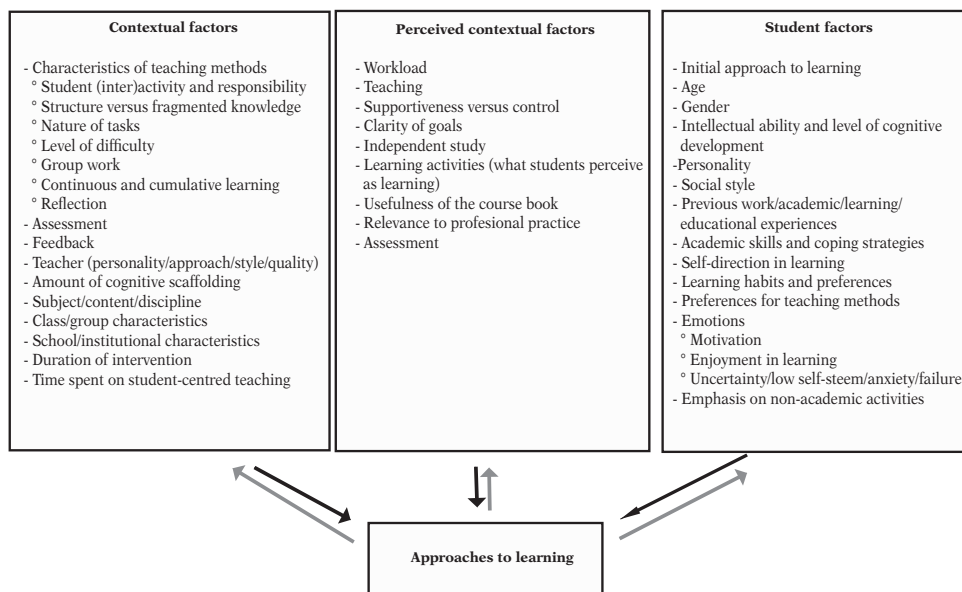 Contextual factors
- Characteristics of teaching methods
° Student (inter)activity and responsibility
° Structure versus fragmented knowledge
° Nature of tasks
° Level of difficulty
° Group work
° Continuous and cumulative learning
° Reflection
- Assessment
- Feedback
- Teacher (personality/approach/style/quality)
- Amount of cognitive scaffolding
- Subject/content/discipline
- Class/group characteristics
- School/institutional characteristics
- Duration of intervention
- Time spent on student-centred teaching
Perceived contextual factors
- Workload
- Teaching
- Supportiveness versus control
- Clarity of goals
- Independent study
- Learning activities (what students perceive
as learning)
- Usefulness of the course book
- Relevance to profesional practice
- Assessment
Student factors
- Initial approach to learning
- Age
- Gender
- Intellectual ability and level of cognitive
development
-Personality
- Social style
- Previous work/academic/learning/
educational experiences
- Academic skills and coping strategies
- Self-direction in learning
- Learning habits and preferences
- Preferences for teaching methods
- Emotions
° Motivation
° Enjoyment in learning
° Uncertainty/low self-steem/anxiety/failure
- Emphasis on non-academic activities
Approaches to learning